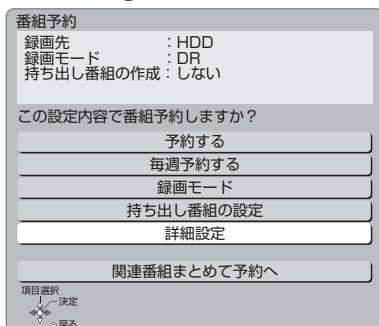 番組予約
録画先　　　　　：HDD
録画モード　　　：DR
持ち出し番組の作成：しない
この設定内容で番組予約しますか？
予約する
毎週予約する
録画モード
持ち出し番組の設定
詳細設定
関連番組まとめて予約へ
項目選択
決定
戻る